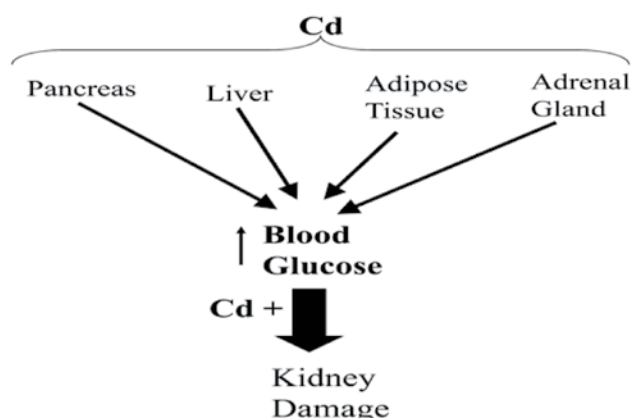 Cd
Pancreas
Liver
Adipose
Tissue
Adrenal
Gland
Blood
Glucose
Cd +
Kidney
Damage